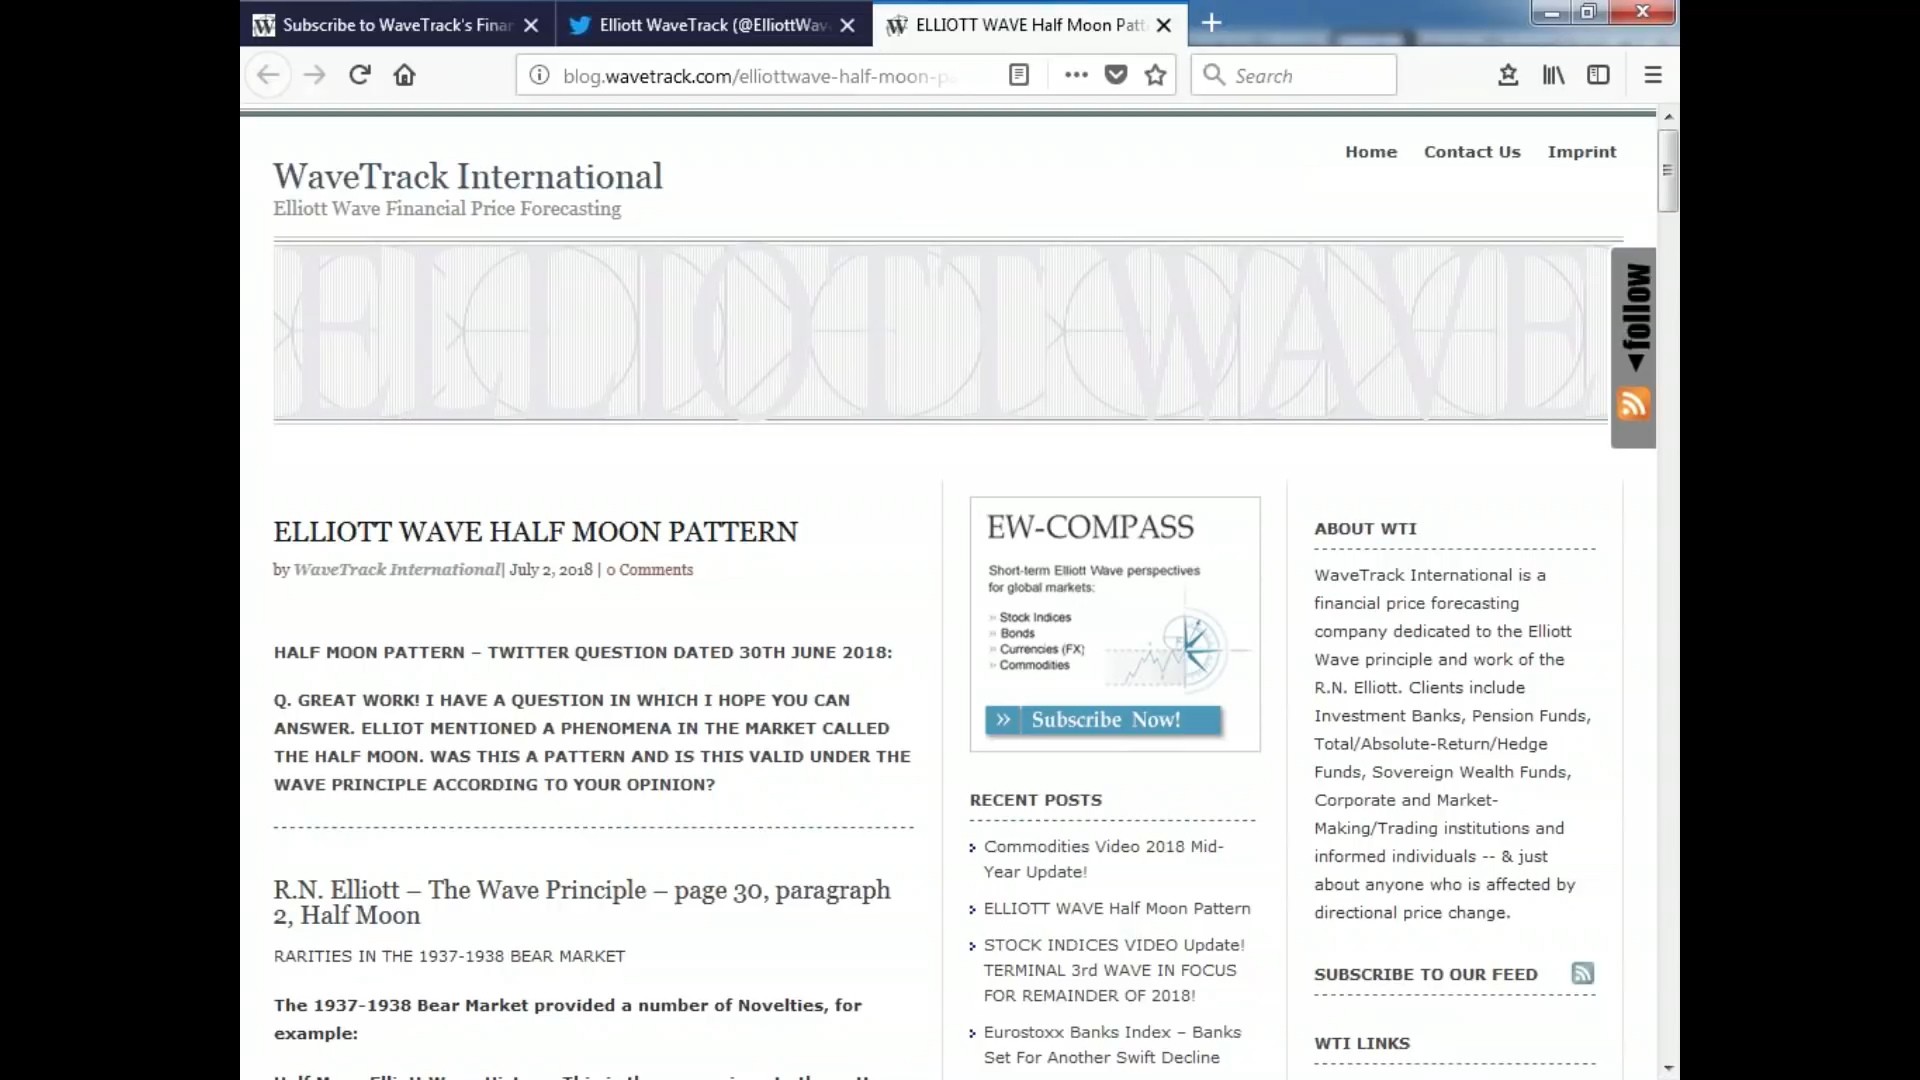 Subscribe to WaveTrack's Finan
Elliott WaveTrack (@ElliottWav
ELLIOTT WAVE Half Moon Patt
blog.wavetrack.com/elliottwave-half-moon-p
Search
Home
Contact Us
Imprint
WaveTrack International
Elliott Wave Financial Price Forecasting
ELLIOTT WAVE
follow
ELLIOTT WAVE HALF MOON PATTERN
by WaveTrack International| July 2, 2018 | 0 Comments
HALF MOON PATTERN – TWITTER QUESTION DATED 30TH JUNE 2018:
Q. GREAT WORK! I HAVE A QUESTION IN WHICH I HOPE YOU CAN
ANSWER. ELLIOT MENTIONED A PHENOMENA IN THE MARKET CALLED
THE HALF MOON. WAS THIS A PATTERN AND IS THIS VALID UNDER THE
WAVE PRINCIPLE ACCORDING TO YOUR OPINION?
R.N. Elliott – The Wave Principle – page 30, paragraph
2, Half Moon
RARITIES IN THE 1937-1938 BEAR MARKET
The 1937-1938 Bear Market provided a number of Novelties, for
example:
EW-COMPASS
Short-term Elliott Wave perspectives
for global markets:
» Stock Indices
» Bonds
» Currencies (FX)
» Commodities
» Subscribe Now!
RECENT POSTS
Commodities Video 2018 Mid-
Year Update!
ELLIOTT WAVE Half Moon Pattern
STOCK INDICES VIDEO Update!
TERMINAL 3rd WAVE IN FOCUS
FOR REMAINDER OF 2018!
Eurostoxx Banks Index – Banks
Set For Another Swift Decline
ABOUT WTI
WaveTrack International is a
financial price forecasting
company dedicated to the Elliott
Wave principle and work of the
R.N. Elliott. Clients include
Investment Banks, Pension Funds,
Total/Absolute-Return/Hedge
Funds, Sovereign Wealth Funds,
Corporate and Market-
Making/Trading institutions and
informed individuals -- & just
about anyone who is affected by
directional price change.
SUBSCRIBE TO OUR FEED
WTI LINKS